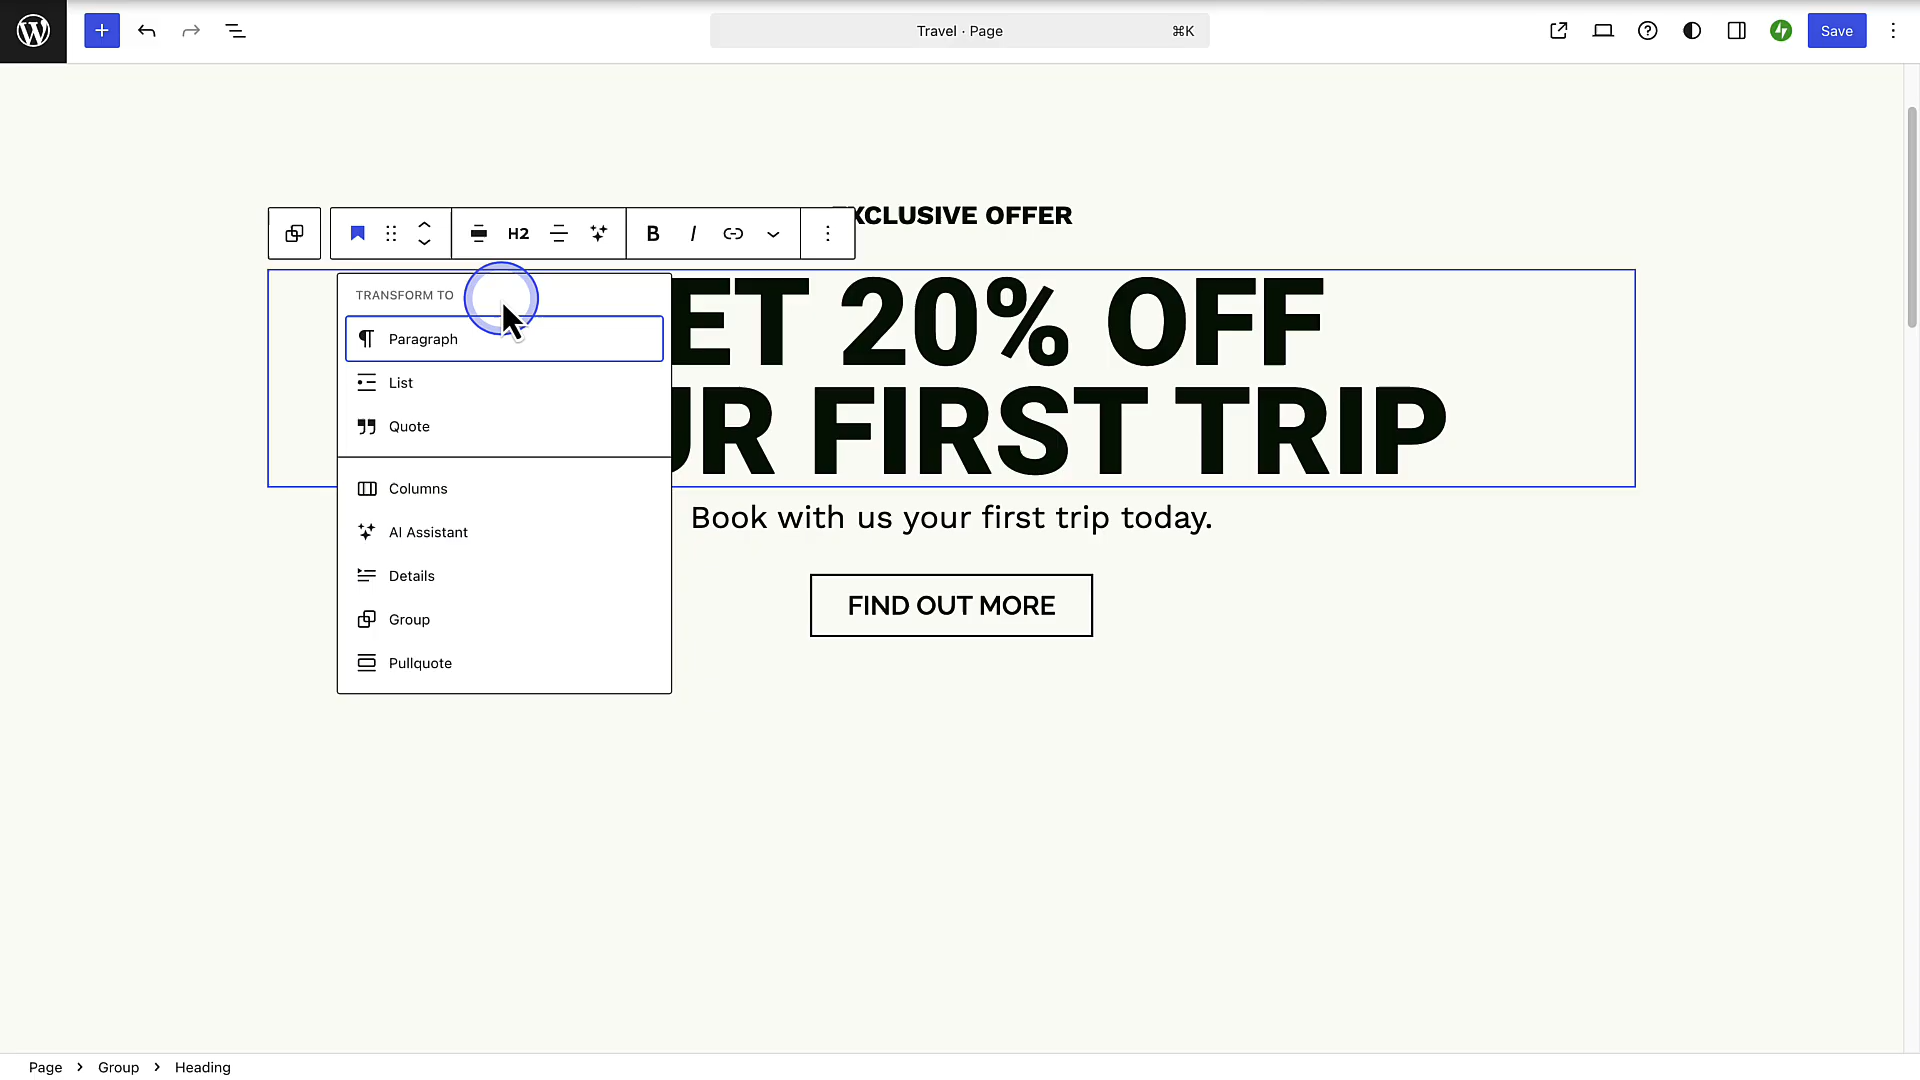 Travel · Page
⌘K
Save
EXCLUSIVE OFFER
H2
B
I
TRANSFORM TO
Paragraph
List
Quote
Columns
AI Assistant
Details
Group
Pullquote
ET 20% OFF
UR FIRST TRIP
Book with us your first trip today.
FIND OUT MORE
Page > Group > Heading